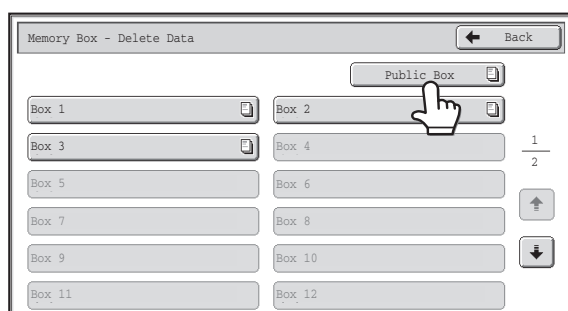 Memory Box - Delete Data
Back
Public Box
Box 1
Box 2
Box 3
Box 4
1
2
Box 5
Box 6
Box 7
Box 8
Box 9
Box 10
Box 11
Box 12